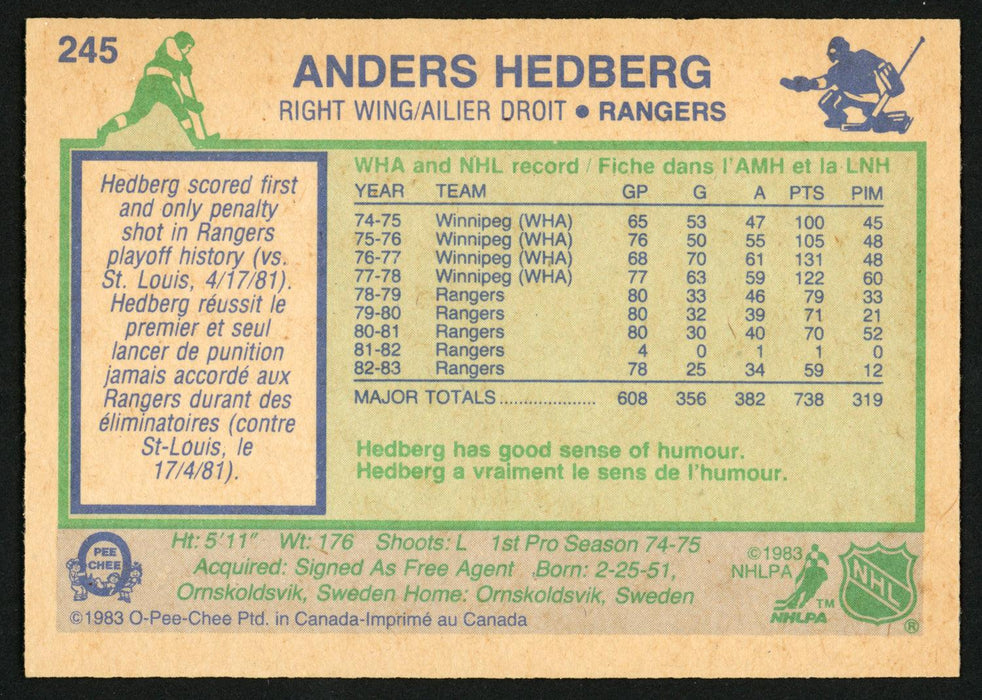 245
ANDERS HEDBERG
RIGHT WING/AILIER DROIT ● RANGERS
Hedberg scored first
and only penalty
shot in Rangers
playoff history (vs.
St. Louis, 4/17/81).
Hedberg réussit le
premier et seul
lancer de punition
jamais accordé aux
Rangers durant des
éliminatoires (contre
St-Louis, le
17/4/81).
WHA and NHL record / Fiche dans l'AMH et la LNH
YEAR TEAM GP G A PTS PIM
74-75 Winnipeg (WHA) 65 53 47 100 45
75-76 Winnipeg (WHA) 76 50 55 105 48
76-77 Winnipeg (WHA) 68 70 61 131 48
77-78 Winnipeg (WHA) 77 63 59 122 60
78-79 Rangers 80 33 46 79 33
79-80 Rangers 80 32 39 71 21
80-81 Rangers 80 30 40 70 52
81-82 Rangers 4 0 1 1 0
82-83 Rangers 78 25 34 59 12
MAJOR TOTALS.................... 608 356 382 738 319
Hedberg has good sense of humour.
Hedberg a vraiment le sens de l'humour.
PEE
CHEE
Ht: 5'11" Wt: 176 Shoots: L 1st Pro Season 74-75
Acquired: Signed As Free Agent Born: 2-25-51,
Ornskoldsvik, Sweden Home: Ornskoldsvik, Sweden
©1983 O-Pee-Chee Ptd. in Canada-Imprimé au Canada
©1983
NHLPA
TM
NHLPA
NHL
®